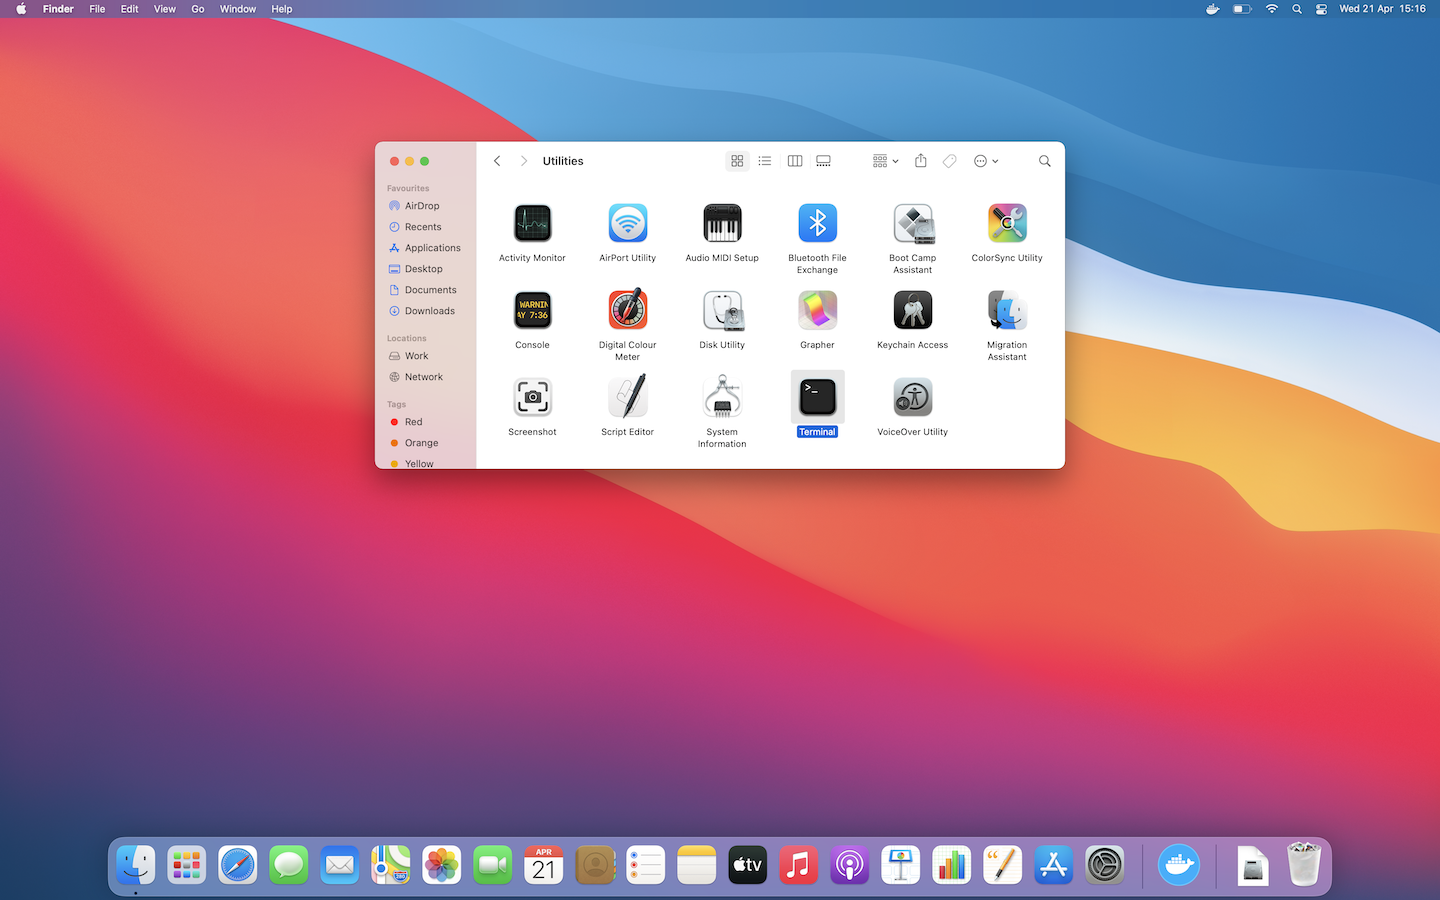 Finder File Edit View Go Window Help Wed 21 Apr 15:16
Utilities
Favourites
AirDrop
Recents
Applications
Desktop
Documents
Downloads
Locations
Work
Network
Tags
Red
Orange
Yellow
Activity Monitor
AirPort Utility
Audio MIDI Setup
Bluetooth File
Exchange
Boot Camp
Assistant
ColorSync Utility
WARNIN
AY 7:36
Console
Digital Colour
Meter
Disk Utility
Grapher
Keychain Access
Migration
Assistant
Screenshot
Script Editor
System
Information
>_
Terminal
VoiceOver Utility
280
APR
21
tv